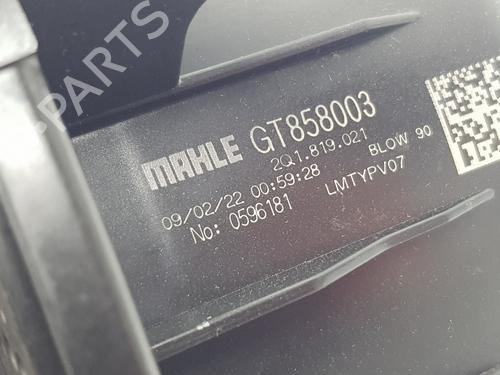 PARTS
MAHLE GT858003
2Q1.819.021
09/02/22 00:59:28 BLOW 90
No: 0596181 LMTYPV07